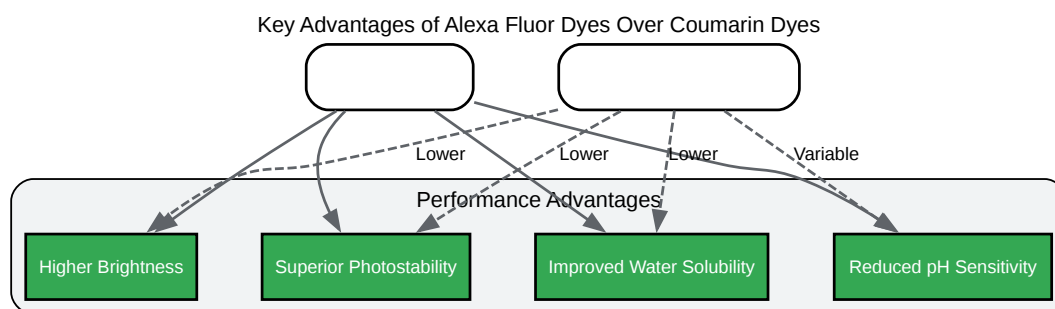 Key Advantages of Alexa Fluor Dyes Over Coumarin Dyes
Lower
Lower
Lower
Variable
Performance Advantages
Higher Brightness
Superior Photostability
Improved Water Solubility
Reduced pH Sensitivity